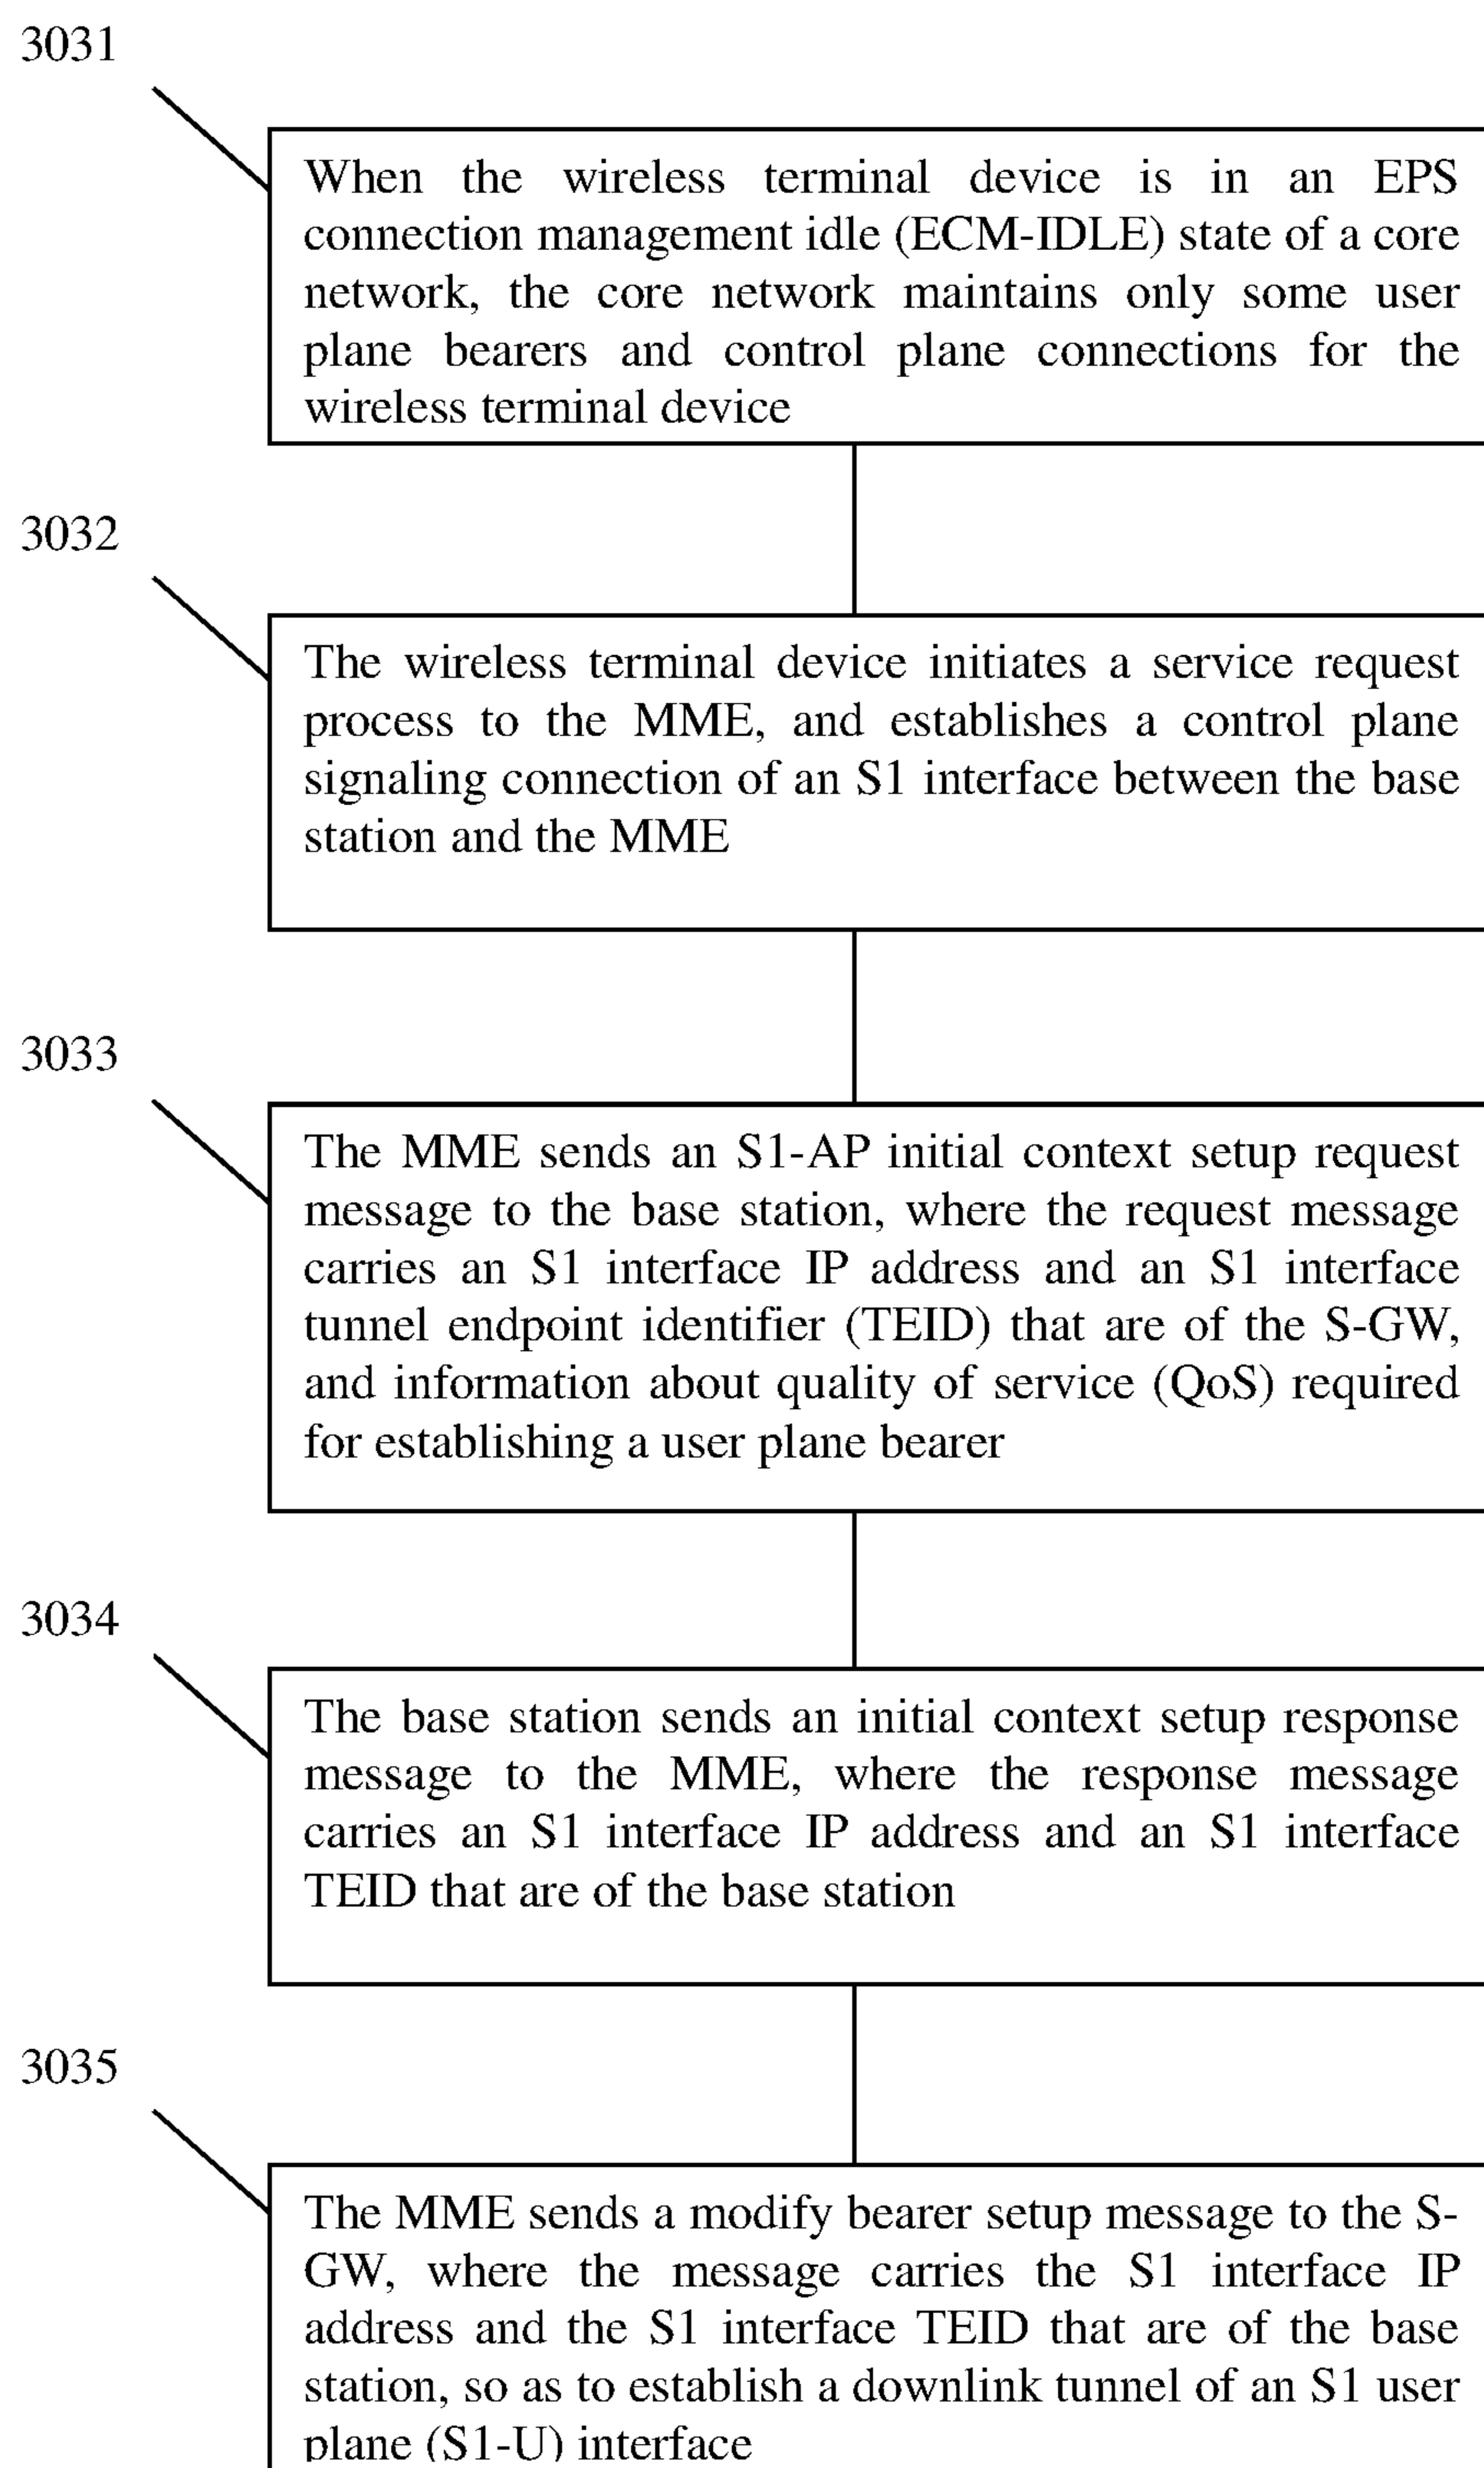 3031
When the wireless terminal device is in an EPS
connection management idle (ECM-IDLE) state of a core
network, the core network maintains only some user
plane bearers and control plane connections for the
wireless terminal device
3032
The wireless terminal device initiates a service request
process to the MME, and establishes a control plane
signaling connection of an S1 interface between the base
station and the MME
3033
The MME sends an S1-AP initial context setup request
message to the base station, where the request message
carries an S1 interface IP address and an S1 interface
tunnel endpoint identifier (TEID) that are of the S-GW,
and information about quality of service (QoS) required
for establishing a user plane bearer
3034
The base station sends an initial context setup response
message to the MME, where the response message
carries an S1 interface IP address and an S1 interface
TEID that are of the base station
3035
The MME sends a modify bearer setup message to the S-
GW, where the message carries the S1 interface IP
address and the S1 interface TEID that are of the base
station, so as to establish a downlink tunnel of an S1 user
plane (S1-U) interface